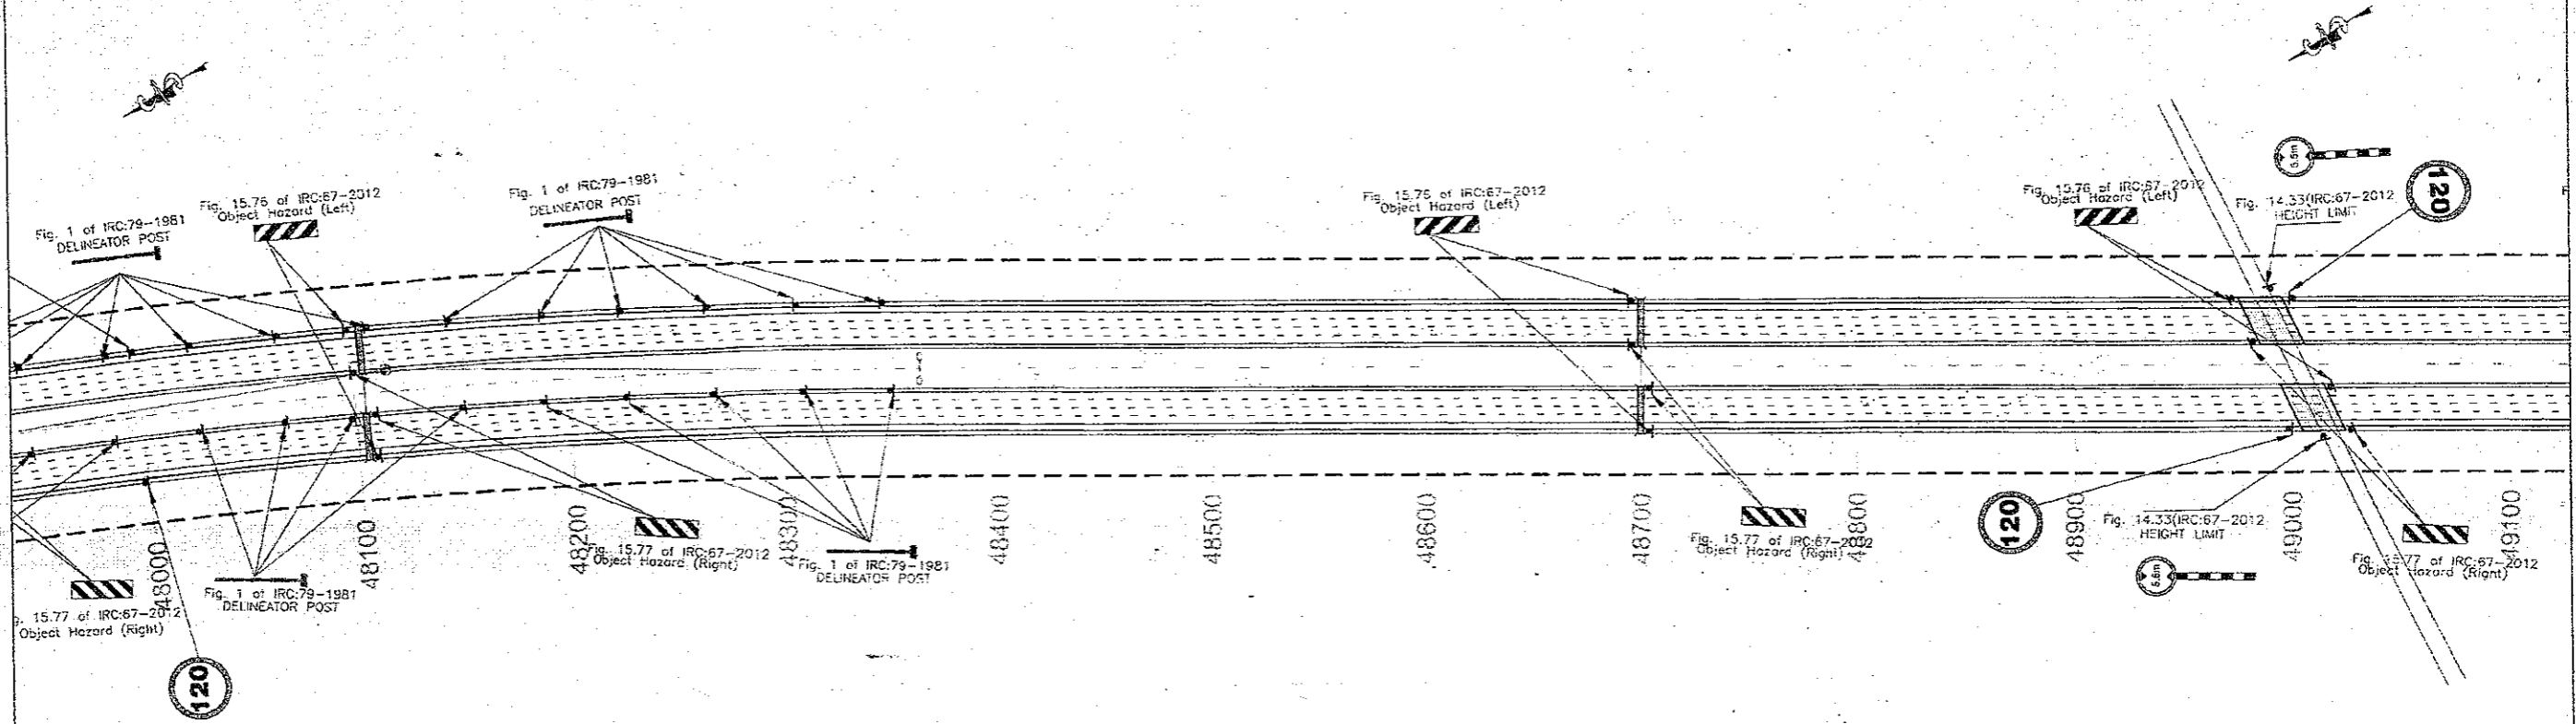 Fig. 1 of IRC:79-1981
DELINEATOR POST
Fig. 15.76 of IRC:67-2012
Object Hazard (Left)
Fig. 1 of IRC:79-1981
DELINEATOR POST
Fig. 15.76 of IRC:67-2012
Object Hazard (Left)
Fig. 15.76 of IRC:67-2012
Object Hazard (Left)
5.5m
Fig. 14.33(IRC:67-2012
HEIGHT LIMIT
120
g. 15.77 of IRC:67-2012
Object Hazard (Right)
48000
120
Fig. 1 of IRC:79-1981
DELINEATOR POST
48100
48200
Fig. 15.77 of IRC:67-2012
Object Hazard (Right)
48300
Fig. 1 of IRC:79-1981
DELINEATOR POST
48400
48500
48600
48700
Fig. 15.77 of IRC:67-2012
Object Hazard (Right)
48800
120
48900
Fig. 14.33(IRC:67-2012
HEIGHT LIMIT
5.5m
49000
Fig. 15.77 of IRC:67-2012
Object Hazard (Right)
49100